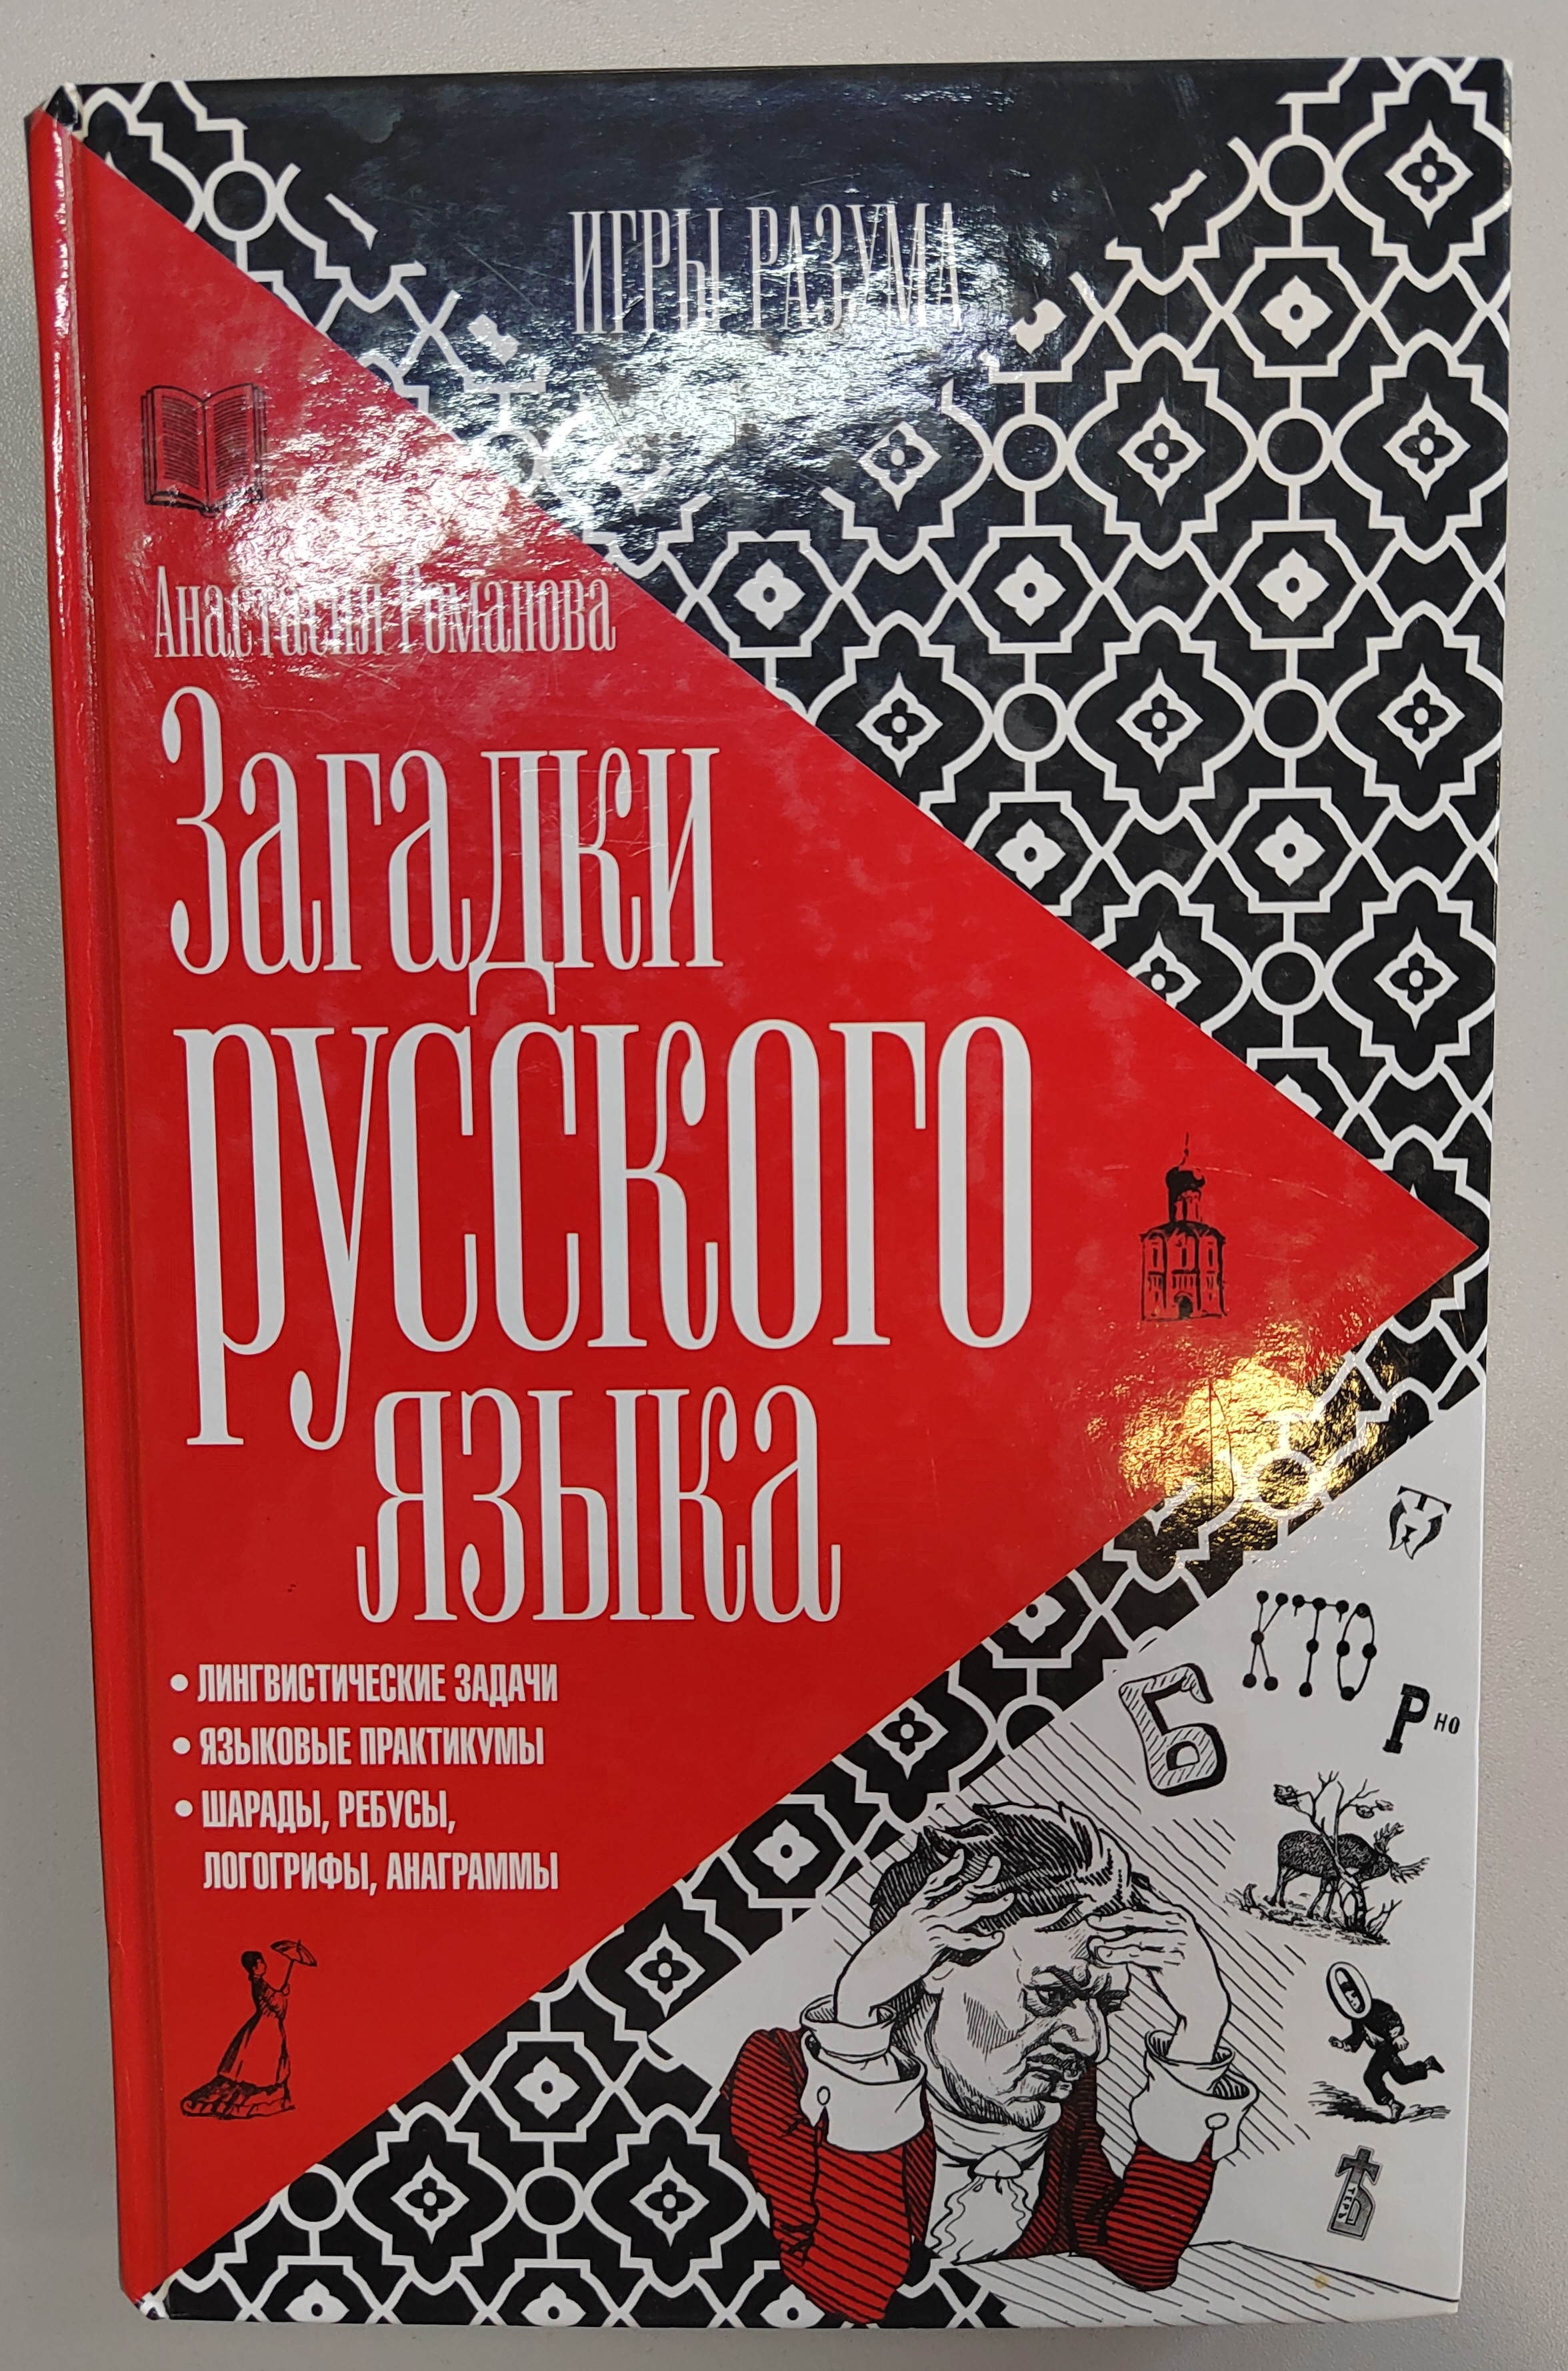 ИГРЫ РАЗУМА
Анастасия Романова
Загадки
русского
языка
• ЛИНГВИСТИЧЕСКИЕ ЗАДАЧИ
• ЯЗЫКОВЫЕ ПРАКТИКУМЫ
• ШАРАДЫ, РЕБУСЫ,
ЛОГОГРИФЫ, АНАГРАММЫ
КТО
Б
Р но